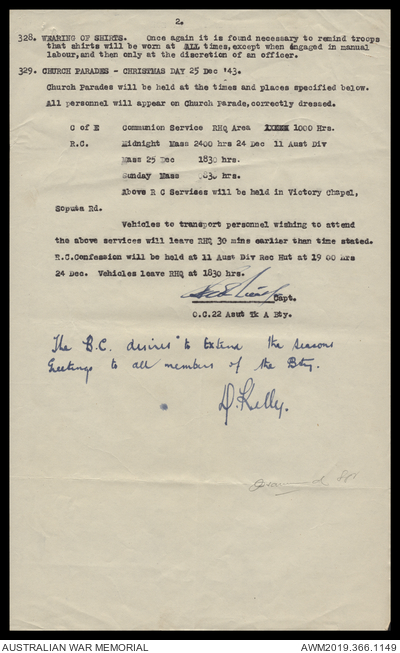 2.
328. WEARING OF SHIRTS. Once again it is found necessary to remind troops
that shirts will be worn at ALL times,except when engaged in manual
labour,and then only at the discretion of an officer.
329. CHURCH PARADES - CHRISTMAS DAY 25 Dec '43.
Church Parades will be held at the times and places specified below.
All personnel will appear on Church Parade,correctly dressed.
C of E Communion Service RHQ Area 1000 Hrs.
R.C. Midnight Mass 2400 hrs 24 Dec 11 Aust Div
Mass 25 Dec 1830 hrs.
Sunday Mass hrs.
Above R C Services will be held in Victory Chapel,
Soputa Rd.
Vehicles to transport personnel wishing to attend
the above services will leave RHQ 30 mins earlier than time stated.
R.C.Confession will be held at 11 Aust Div Rec Hut at 19 00 hrs
24 Dec. Vehicles leave RHQ at 1830 hrs.
Capt.
O.C.22 Aust Tk A Bty.
The B.C. desires to extend the seasons
Greetings to all members of the Bty.
D. Kelly.
AUSTRALIAN WAR MEMORIAL
AWM2019.366.1149